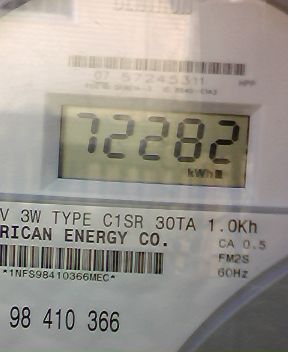 07 57245311
72282
kWh
V 3W TYPE C1SR 30TA 1.0Kh
RICAN ENERGY CO.
CA 0.5
FM2S
*1NFS98410366MEC*
60Hz
98 410 366